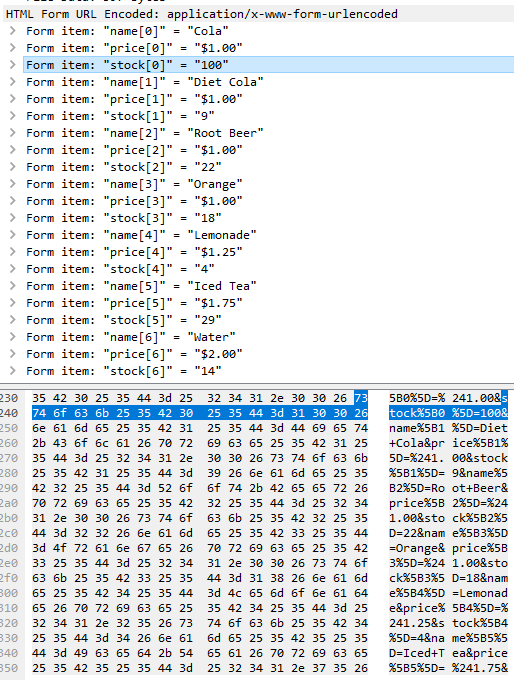 HTML Form URL Encoded: application/x-www-form-urlencoded
Form item: "name[0]" = "Cola"
Form item: "price[0]" = "$1.00"
Form item: "stock[0]" = "100"
Form item: "name[1]" = "Diet Cola"
Form item: "price[1]" = "$1.00"
Form item: "stock[1]" = "9"
Form item: "name[2]" = "Root Beer"
Form item: "price[2]" = "$1.00"
Form item: "stock[2]" = "22"
Form item: "name[3]" = "Orange"
Form item: "price[3]" = "$1.00"
Form item: "stock[3]" = "18"
Form item: "name[4]" = "Lemonade"
Form item: "price[4]" = "$1.25"
Form item: "stock[4]" = "4"
Form item: "name[5]" = "Iced Tea"
Form item: "price[5]" = "$1.75"
Form item: "stock[5]" = "29"
Form item: "name[6]" = "Water"
Form item: "price[6]" = "$2.00"
Form item: "stock[6]" = "14"
230 35 42 30 25 35 44 3d 25 32 34 31 2e 30 30 26 73 5B0%5D=% 241.00&s
240 74 6f 63 6b 25 35 42 30 25 35 44 3d 31 30 30 26 tock%5B0 %5D=100&
250 6e 61 6d 65 25 35 42 31 25 35 44 3d 44 69 65 74 name%5B1 %5D=Diet
260 2b 43 6f 6c 61 26 70 72 69 63 65 25 35 42 31 25 +Cola&pr ice%5B1%
270 35 44 3d 25 32 34 31 2e 30 30 26 73 74 6f 63 6b 5D=%241. 00&stock
280 25 35 42 31 25 35 44 3d 39 26 6e 61 6d 65 25 35 %5B1%5D= 9&name%5
290 42 32 25 35 44 3d 52 6f 6f 74 2b 42 65 65 72 26 B2%5D=Ro ot+Beer&
2a0 70 72 69 63 65 25 35 42 32 25 35 44 3d 25 32 34 price%5B 2%5D=%24
2b0 31 2e 30 30 26 73 74 6f 63 6b 25 35 42 32 25 35 1.00&sto ck%5B2%5
2c0 44 3d 32 32 26 6e 61 6d 65 25 35 42 33 25 35 44 D=22&nam e%5B3%5D
2d0 3d 4f 72 61 6e 67 65 26 70 72 69 63 65 25 35 42 =Orange& price%5B
2e0 33 25 35 44 3d 25 32 34 31 2e 30 30 26 73 74 6f 3%5D=%24 1.00&sto
2f0 63 6b 25 35 42 33 25 35 44 3d 31 38 26 6e 61 6d ck%5B3%5 D=18&nam
300 65 25 35 42 34 25 35 44 3d 4c 65 6d 6f 6e 61 64 e%5B4%5D =Lemonad
310 65 26 70 72 69 63 65 25 35 42 34 25 35 44 3d 25 e&price% 5B4%5D=%
320 32 34 31 2e 32 35 26 73 74 6f 63 6b 25 35 42 34 241.25&s tock%5B4
330 25 35 44 3d 34 26 6e 61 6d 65 25 35 42 35 25 35 %5D=4&na me%5B5%5
340 44 3d 49 63 65 64 2b 54 65 61 26 70 72 69 63 65 D=Iced+T ea&price
350 25 35 42 35 25 35 44 3d 25 32 34 31 2e 37 35 26 %5B5%5D= %241.75&